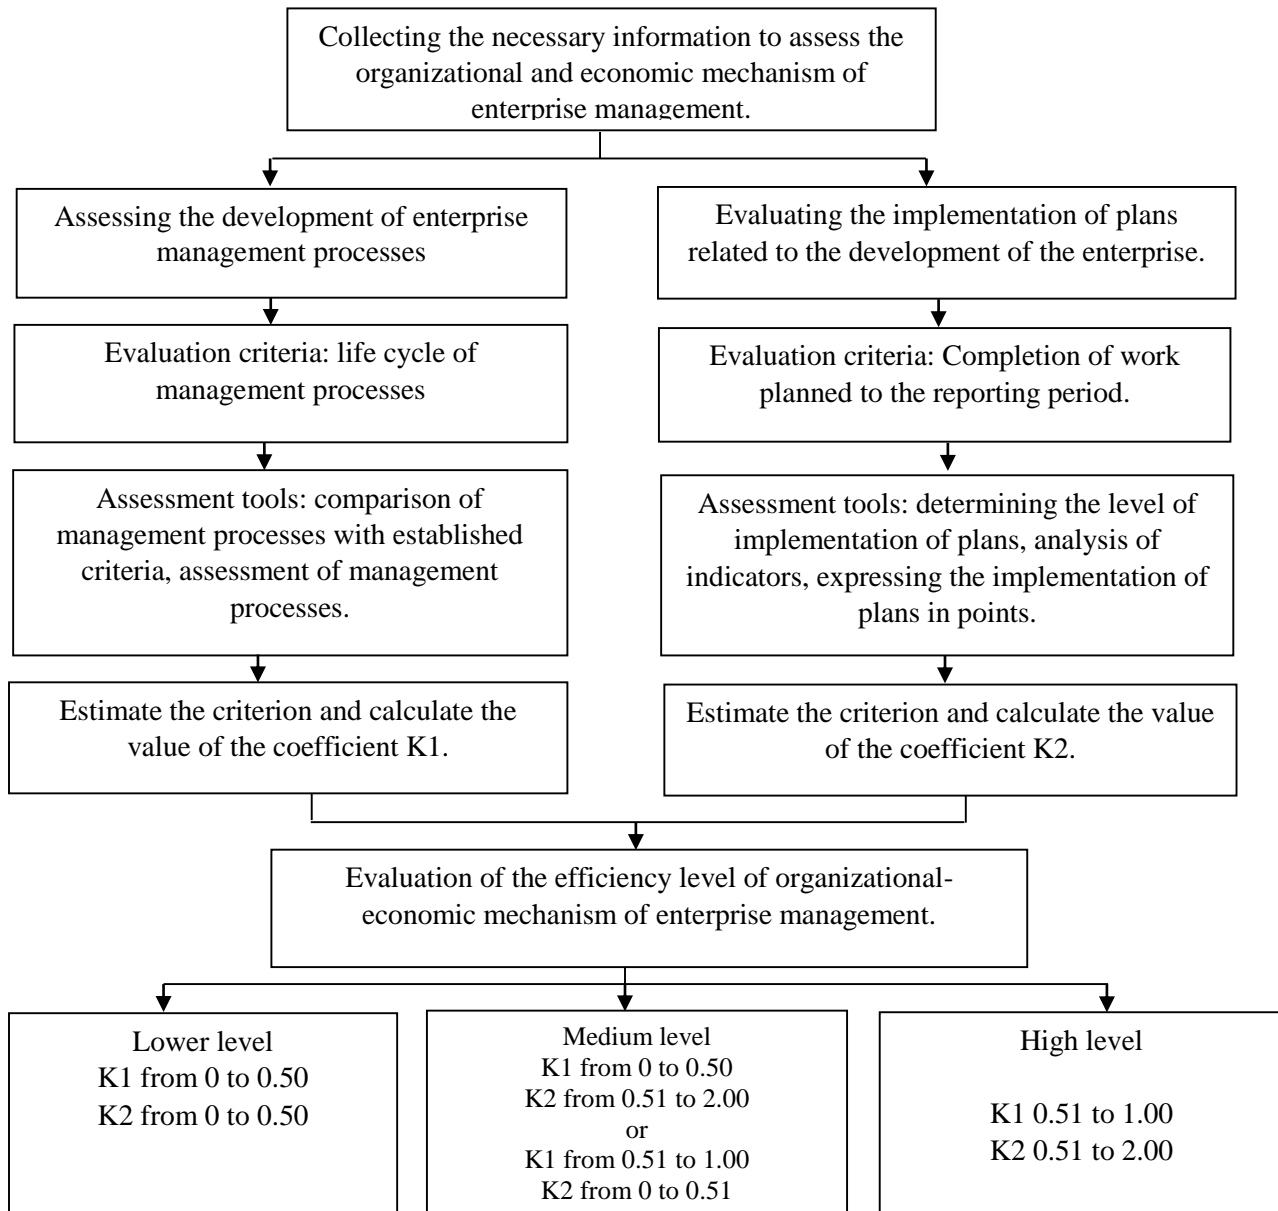 Collecting the necessary information to assess the
organizational and economic mechanism of
enterprise management.
Assessing the development of enterprise
management processes
Evaluating the implementation of plans
related to the development of the enterprise.
Evaluation criteria: life cycle of
management processes
Evaluation criteria: Completion of work
planned to the reporting period.
Assessment tools: comparison of
management processes with established
criteria, assessment of management
processes.
Assessment tools: determining the level of
implementation of plans, analysis of
indicators, expressing the implementation of
plans in points.
Estimate the criterion and calculate the
value of the coefficient K1.
Estimate the criterion and calculate the value
of the coefficient K2.
Evaluation of the efficiency level of organizational-
economic mechanism of enterprise management.
Lower level
K1 from 0 to 0.50
K2 from 0 to 0.50
Medium level
K1 from 0 to 0.50
K2 from 0.51 to 2.00
or
K1 from 0.51 to 1.00
K2 from 0 to 0.51
High level
K1 0.51 to 1.00
K2 0.51 to 2.00